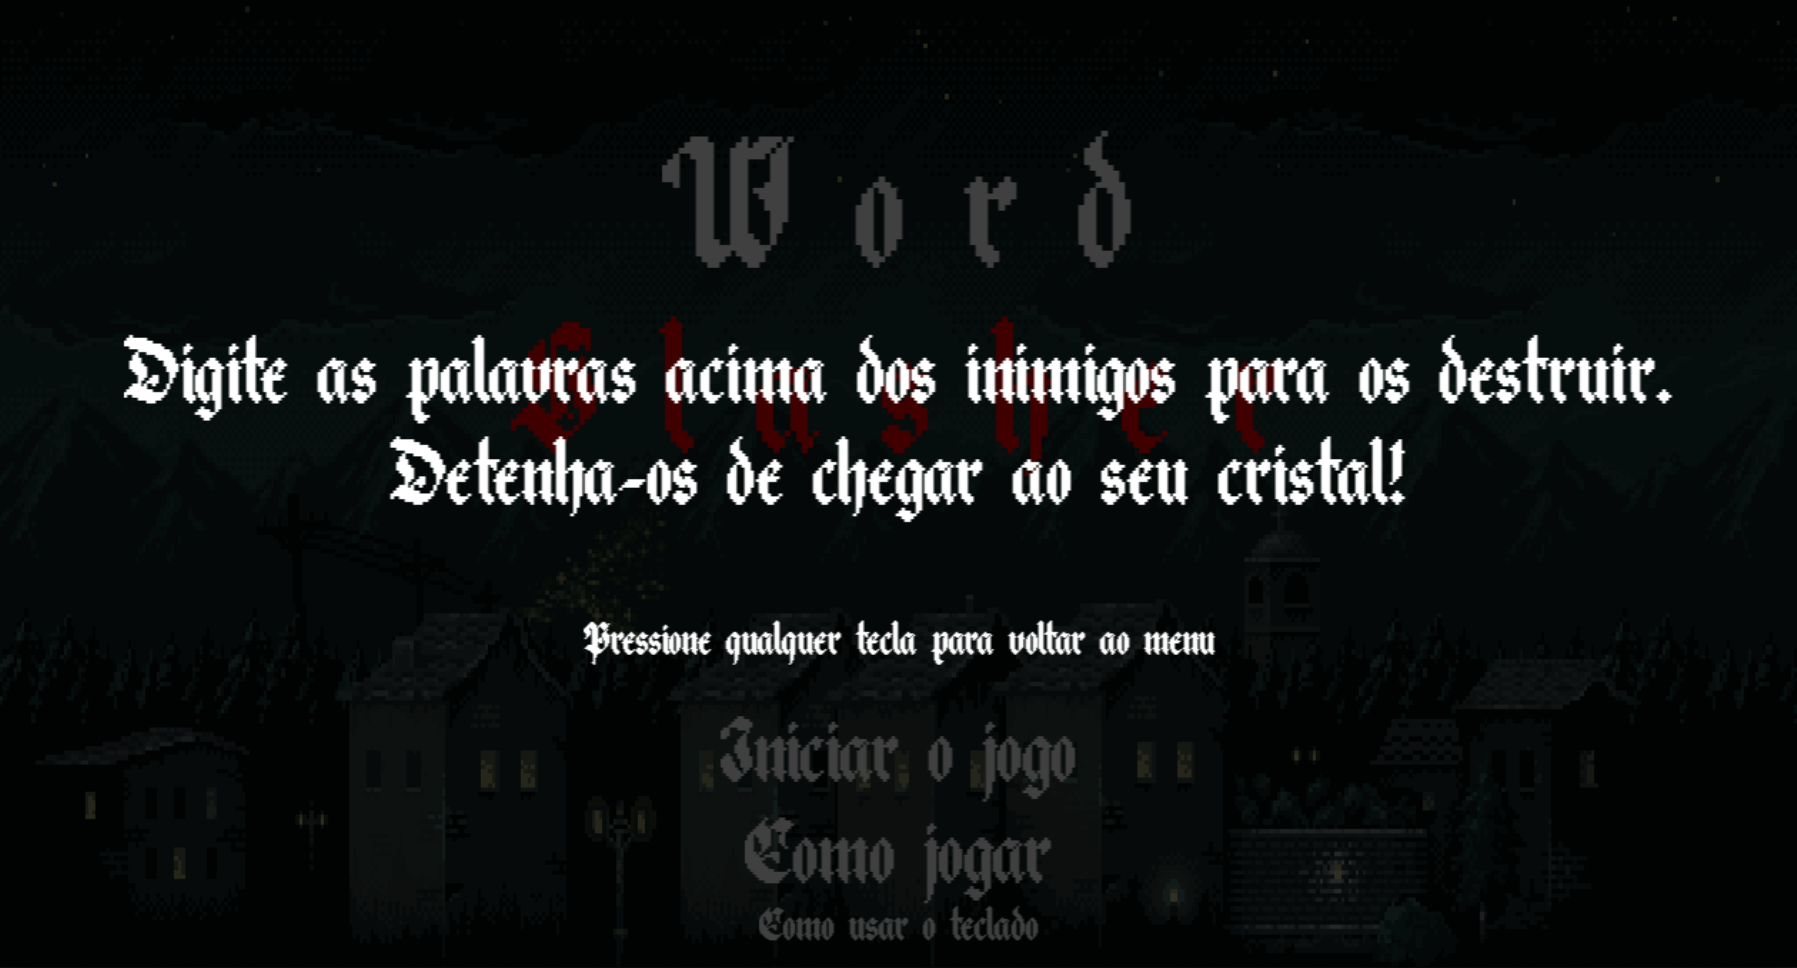 Word
Slasher
Digite as palavras acima dos inimigos para os destruir.
Detenha-os de chegar ao seu cristal!
Pressione qualquer tecla para voltar ao menu
Iniciar o jogo
Como jogar
Como usar o teclado